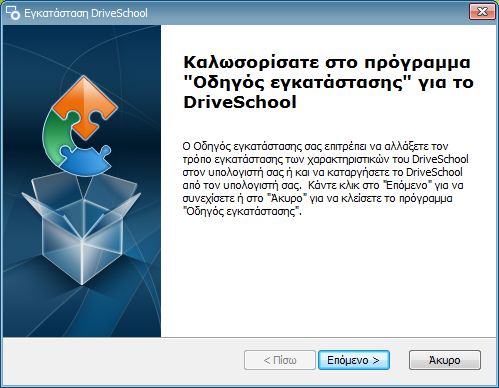 Εγκατάσταση DriveSchool
Καλωσορίσατε στο πρόγραμμα
"Οδηγός εγκατάστασης" για το
DriveSchool
Ο Οδηγός εγκατάστασης σας επιτρέπει να αλλάξετε τον
τρόπο εγκατάστασης των χαρακτηριστικών του DriveSchool
στον υπολογιστή σας ή και να καταργήσετε το DriveSchool
από τον υπολογιστή σας. Κάντε κλικ στο "Επόμενο" για να
συνεχίσετε ή στο "Άκυρο" για να κλείσετε το πρόγραμμα
"Οδηγός εγκατάστασης".
< Πίσω
Επόμενο >
Άκυρο